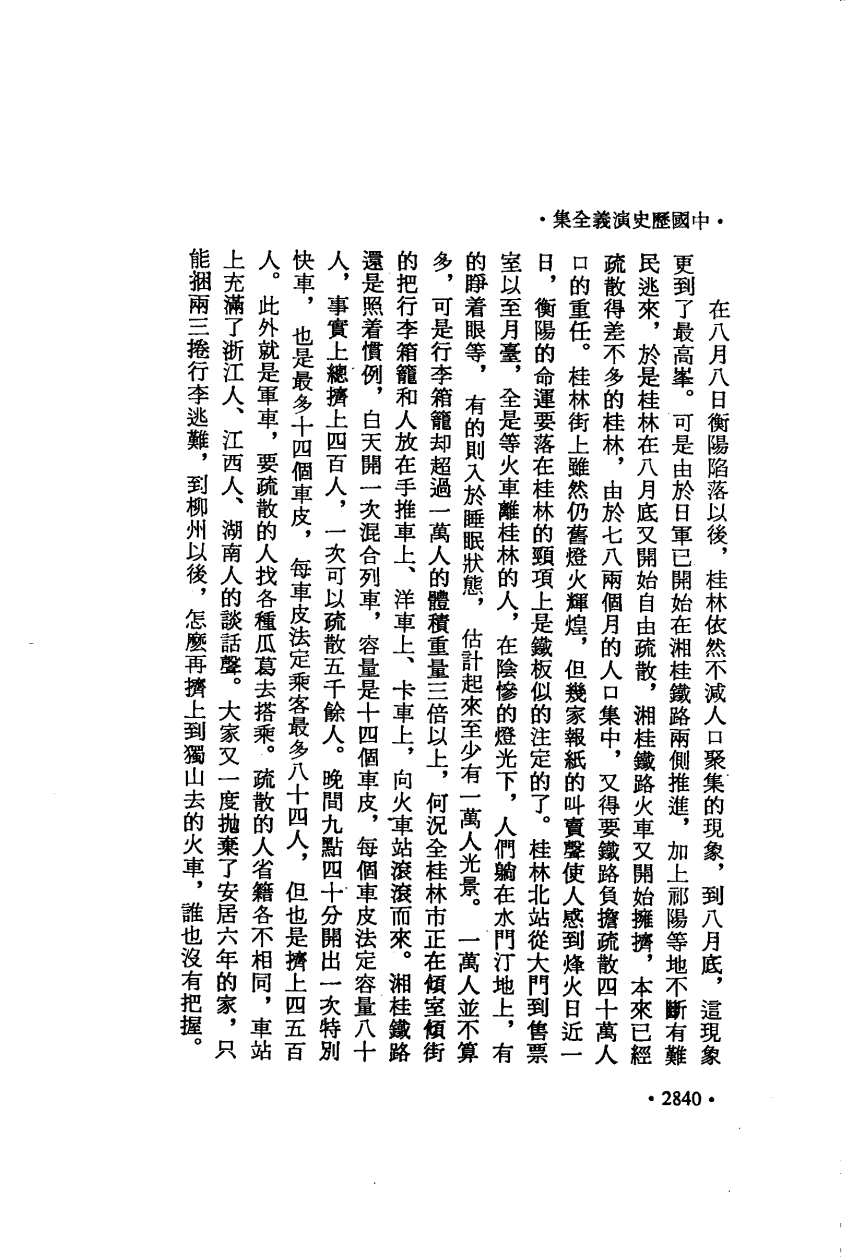 ·中國歷史演義全集·
在八月八日衡陽陷落以後，桂林依然不減人口聚集的現象，到八月底，這現象
更到了最高峯。可是由於日軍已開始在湘桂鐵路兩側推進，加上祁陽等地不斷有難
民逃來，於是桂林在八月底又開始自由疏散，湘桂鐵路火車又開始擁擠，本來已經
疏散得差不多的桂林，由於七八兩個月的人口集中，又得要鐵路負擔疏散四十萬人
口的重任。桂林街上雖然仍舊燈火輝煌，但幾家報紙的叫賣聲使人感到烽火日近一
日，衡陽的命運要落在桂林的頸項上是鐵板似的注定的了。桂林北站從大門到售票
室以至月臺，全是等火車離桂林的人，在陰慘的燈光下，人們躺在水門汀地上，有
的睜着眼等，有的則入於睡眠狀態，估計起來至少有一萬人光景。一萬人並不算
多，可是行李箱籠却超過一萬人的體積重量三倍以上，何況全桂林市正在傾室傾街
的把行李箱籠和人放在手推車上、洋車上、卡車上，向火車站滾滾而來。湘桂鐵路
還是照着慣例，白天開一次混合列車，容量是十四個車皮，每個車皮法定容量八十
人，事實上總擠上四百人，一次可以疏散五千餘人。晚間九點四十分開出一次特別
快車，也是最多十四個車皮，每車皮法定乘客最多八十四人，但也是擠上四五百
人。此外就是軍車，要疏散的人找各種瓜葛去搭乘。疏散的人省籍各不相同，車站
上充滿了浙江人、江西人、湖南人的談話聲。大家又一度拋棄了安居六年的家，只
能捆兩三捲行李逃難，到柳州以後，怎麼再擠上到獨山去的火車，誰也沒有把握。
·2840·